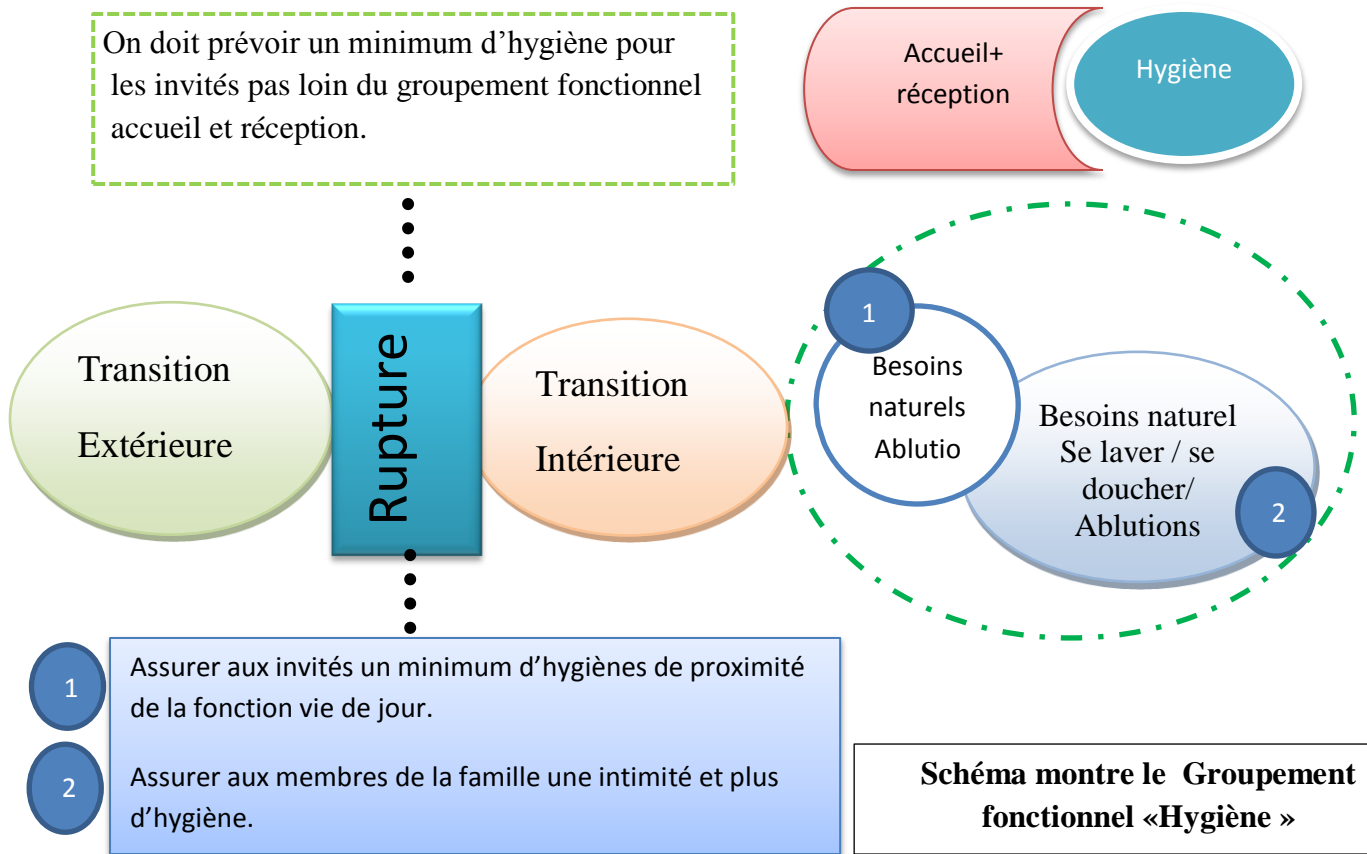 On doit prévoir un minimum d’hygiène pour
les invités pas loin du groupement fonctionnel
accueil et réception.
Accueil+
réception
Hygiène
Transition
Extérieure
Rupture
Transition
Intérieure
1
Besoins
naturels
Ablutio
Besoins naturel
Se laver / se
doucher/
Ablutions
2
1
Assurer aux invités un minimum d’hygiènes de proximité
de la fonction vie de jour.
2
Assurer aux membres de la famille une intimité et plus
d’hygiène.
Schéma montre le Groupement
fonctionnel «Hygiène »